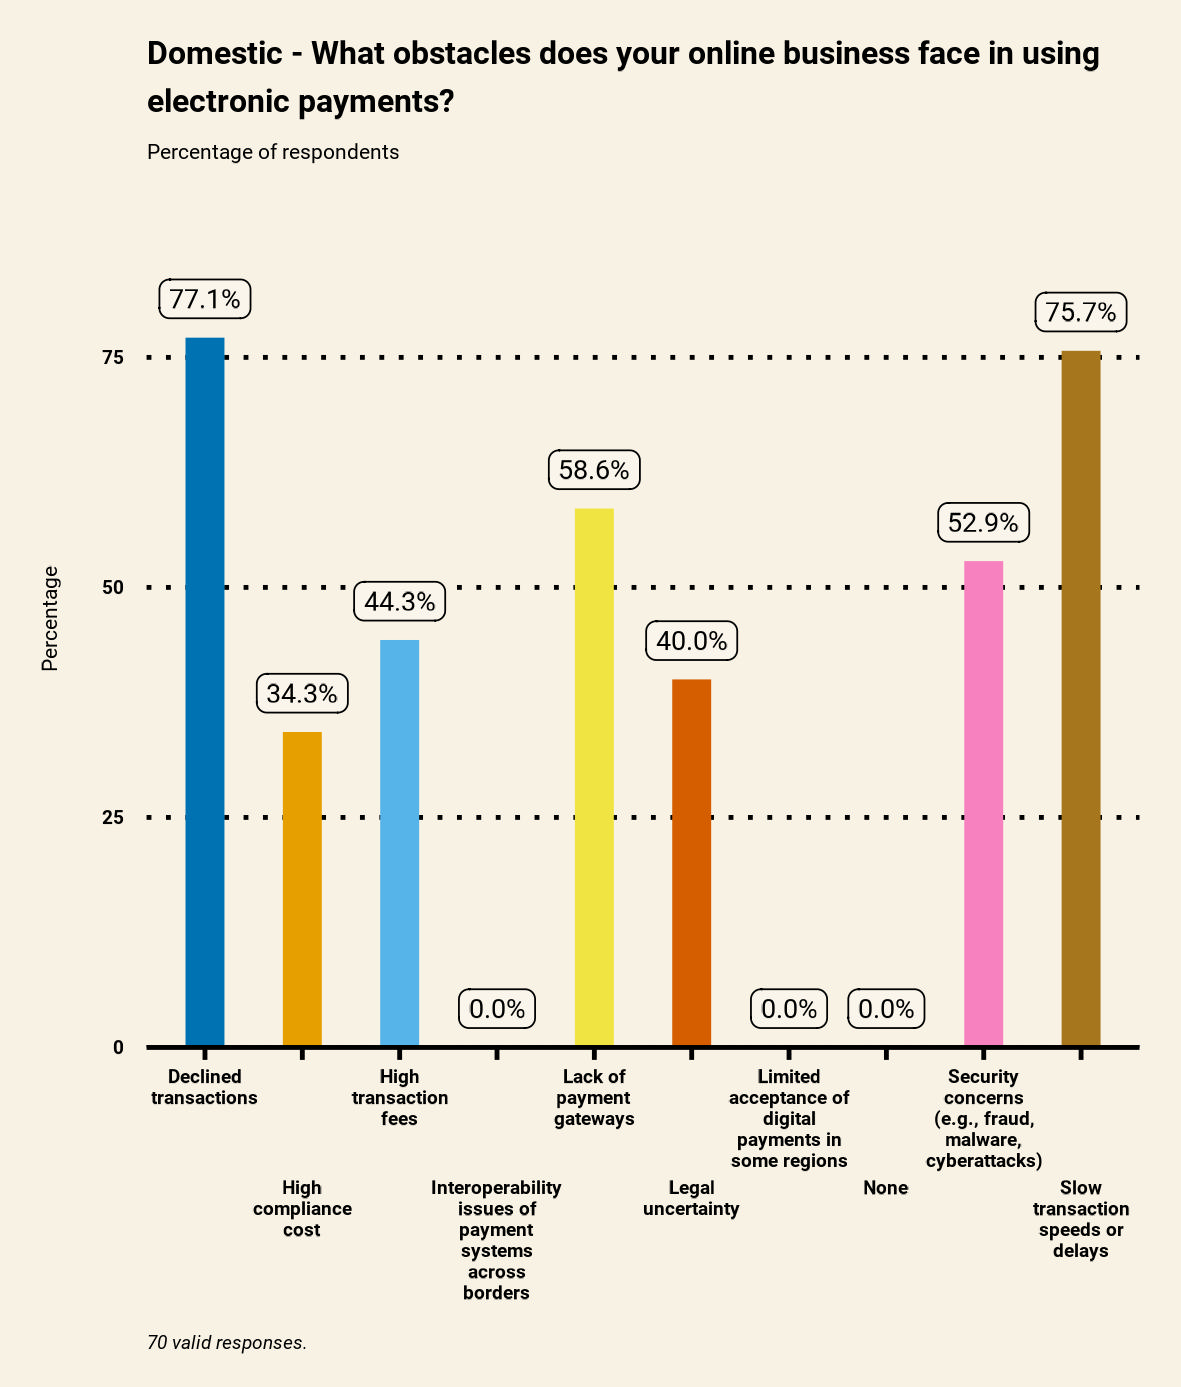 Domestic - What obstacles does your online business face in using
electronic payments?
Percentage of respondents
77.1%
75.7%
75
58.6%
52.9%
50
44.3%
40.0%
Percentage
34.3%
25
0.0%
0.0%
0.0%
0
Declined
transactions
High
transaction
fees
Lack of
payment
gateways
Limited
acceptance of
digital
payments in
some regions
Security
concerns
(e.g., fraud,
malware,
cyberattacks)
High
compliance
cost
Interoperability
issues of
payment
systems
across
borders
Legal
uncertainty
None
Slow
transaction
speeds or
delays
70 valid responses.